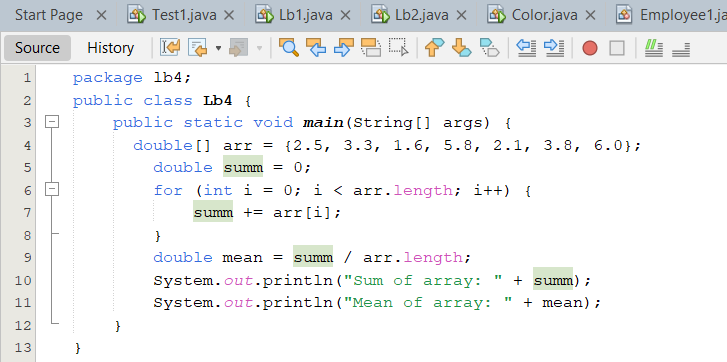 Start Page Test1.java Lb1.java Lb2.java Color.java Employee1.ja
Source History
1 package lb4;
2 public class Lb4 {
3 public static void main(String[] args) {
4 double[] arr = {2.5, 3.3, 1.6, 5.8, 2.1, 3.8, 6.0};
5 double summ = 0;
6 for (int i = 0; i < arr.length; i++) {
7 summ += arr[i];
8 }
9 double mean = summ / arr.length;
10 System.out.println("Sum of array: " + summ);
11 System.out.println("Mean of array: " + mean);
12 }
13 }